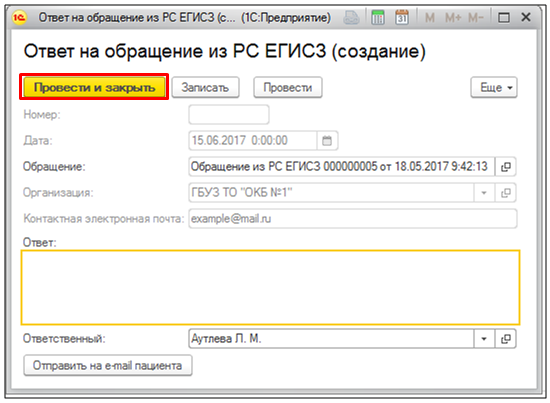 1С Ответ на обращение из РС ЕГИСЗ (с... (1С:Предприятие) 31 M M+ M-
Ответ на обращение из РС ЕГИСЗ (создание)
Провести и закрыть Записать Провести Еще
Номер:
Дата: 15.06.2017 0:00:00
Обращение: Обращение из РС ЕГИСЗ 000000005 от 18.05.2017 9:42:13
Организация: ГБУЗ ТО "ОКБ №1"
Контактная электронная почта: example@mail.ru
Ответ:
Ответственный: Аутлева Л. М.
Отправить на e-mail пациента